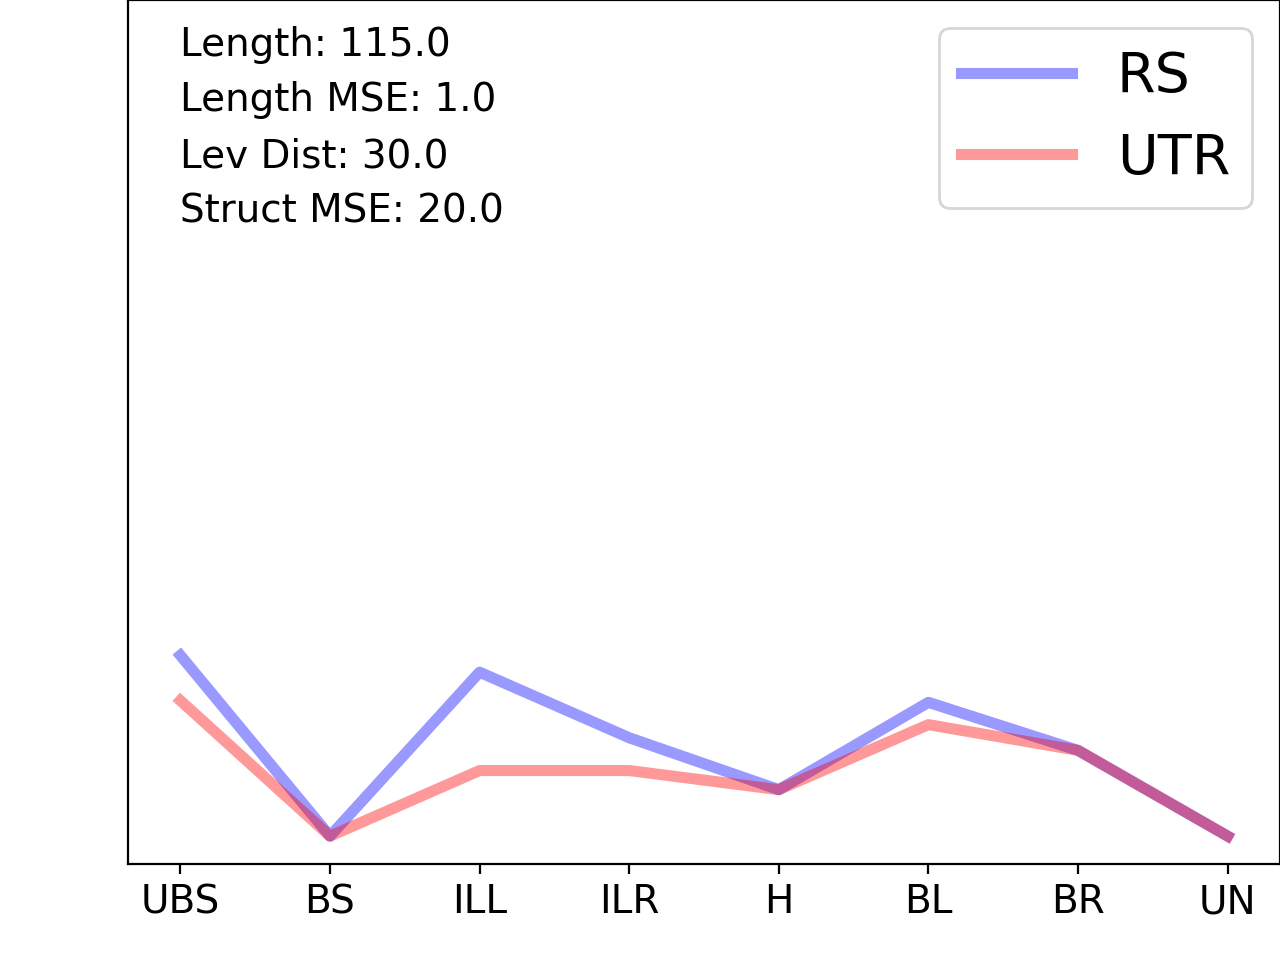 Length: 115.0
Length MSE: 1.0
Lev Dist: 30.0
Struct MSE: 20.0
RS
UTR
UBS BS ILL ILR H BL BR UN